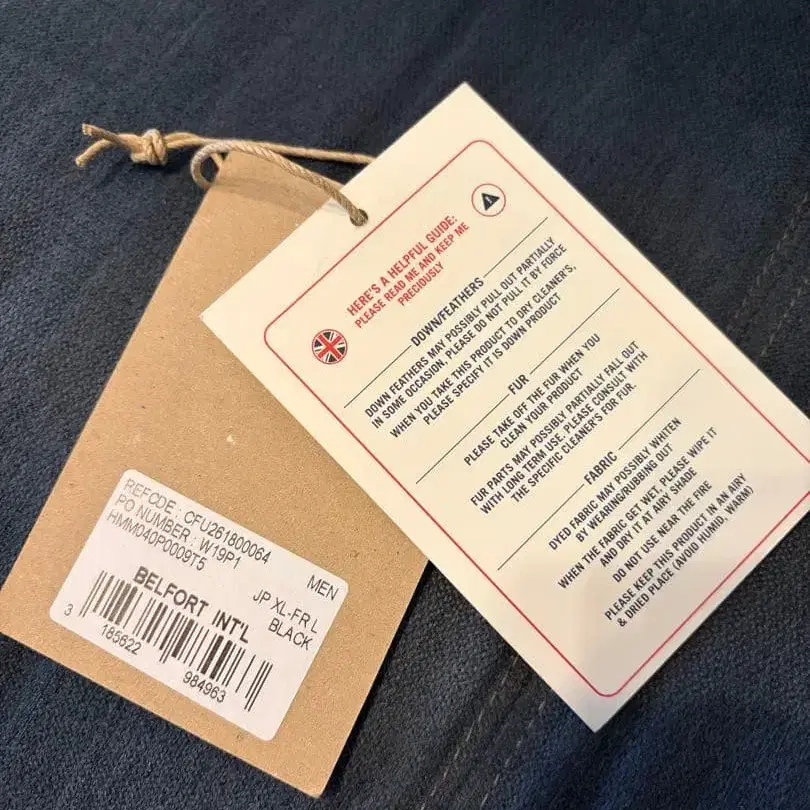 HERE'S A HELPFUL GUIDE:
PLEASE READ ME AND KEEP ME
PRECIOUSLY
DOWN/FEATHERS
DOWN FEATHERS MAY POSSIBLY PULL OUT PARTIALLY
IN SOME OCCASION, PLEASE DO NOT PULL IT BY FORCE
WHEN YOU TAKE THIS PRODUCT TO DRY CLEANER'S,
PLEASE SPECIFY IT IS DOWN PRODUCT
FUR
PLEASE TAKE OFF THE FUR WHEN YOU
CLEAN YOUR PRODUCT
FUR PARTS MAY POSSIBLY PARTIALLY FALL OUT
WITH LONG TERM USE. PLEASE CONSULT WITH
THE SPECIFIC CLEANER'S FOR FUR.
FABRIC
DYED FABRIC MAY POSSIBLY WHITEN
BY WEARING/RUBBING OUT
WHEN THE FABRIC GET WET, PLEASE WIPE IT
AND DRY IT AT AIRY SHADE
DO NOT USE NEAR THE FIRE
PLEASE KEEP THIS PRODUCT IN AN AIRY
& DRIED PLACE (AVOID HUMID, WARM)
REFCDE : CFU261800064
PO NUMBER : W19P1
HMM040P0009T5
MEN
BELFORT INT'L
JP XL-FR L
BLACK
3 185622 984963